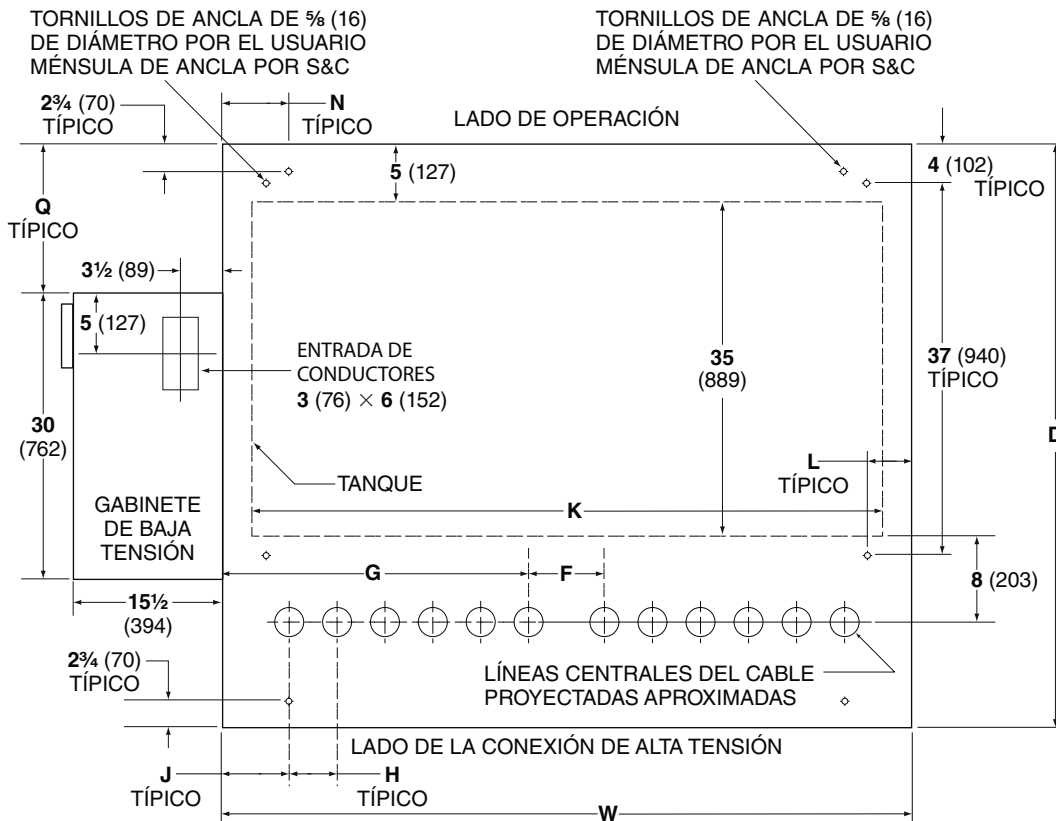 TORNILLOS DE ANCLA DE ⅝ (16)
DE DIÁMETRO POR EL USUARIO
MÉNSULA DE ANCLA POR S&C
TORNILLOS DE ANCLA DE ⅝ (16)
DE DIÁMETRO POR EL USUARIO
MÉNSULA DE ANCLA POR S&C
2¾ (70)
TÍPICO
N
TÍPICO
LADO DE OPERACIÓN
5 (127)
4 (102)
TÍPICO
Q
TÍPICO
3½ (89)
5 (127)
ENTRADA DE
CONDUCTORES
3 (76) × 6 (152)
35
(889)
37 (940)
TÍPICO
30
(762)
D
L
TÍPICO
TANQUE
K
GABINETE
DE BAJA
TENSIÓN
G
F
8 (203)
15½
(394)
2¾ (70)
TÍPICO
LÍNEAS CENTRALES DEL CABLE
PROYECTADAS APROXIMADAS
LADO DE LA CONEXIÓN DE ALTA TENSIÓN
J
TÍPICO
H
TÍPICO
W